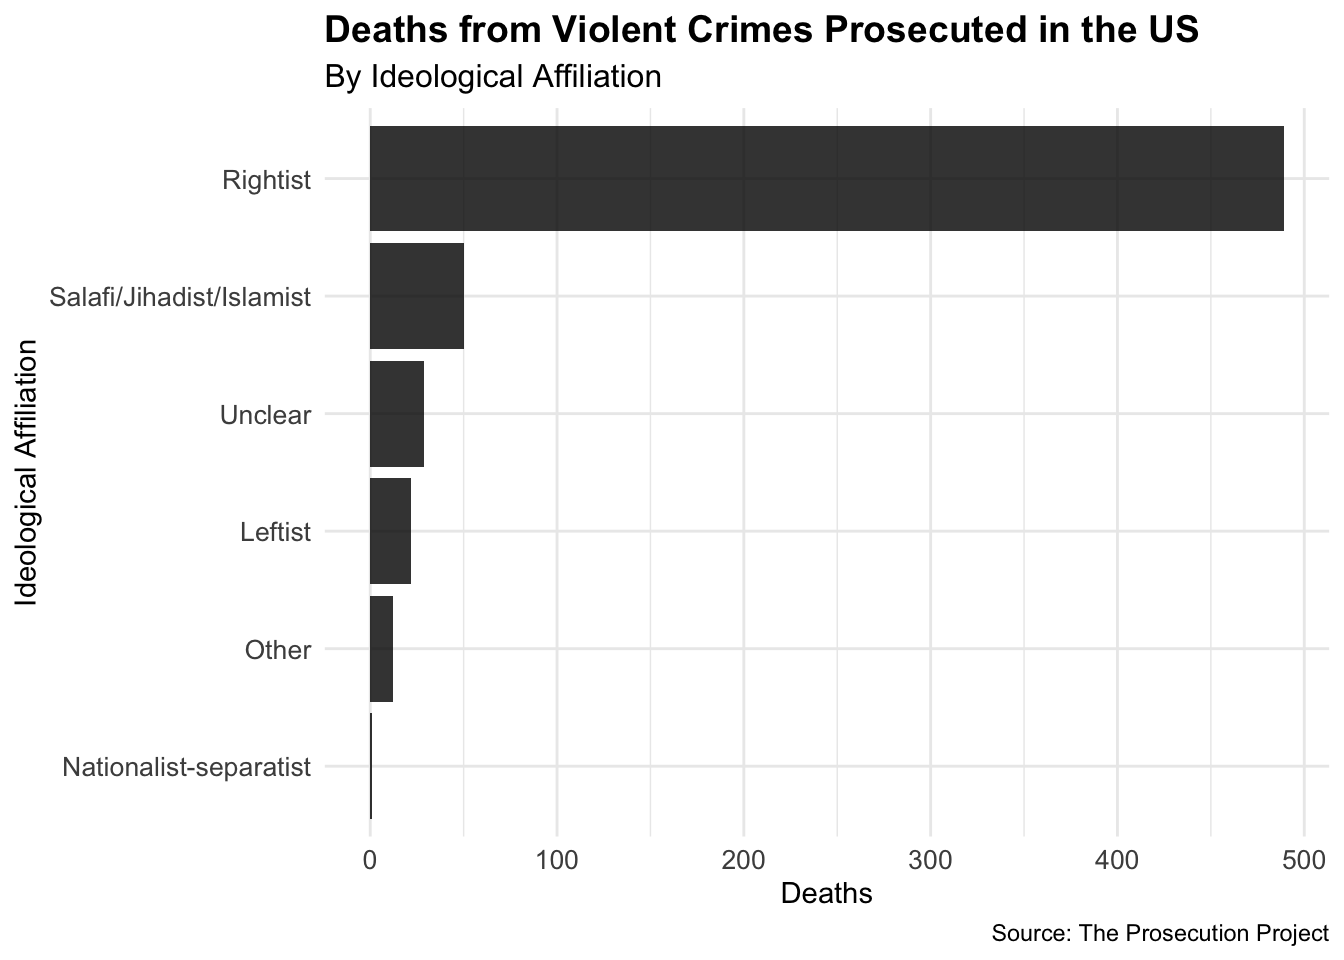 Deaths from Violent Crimes Prosecuted in the US
By Ideological Affiliation
Ideological Affiliation
Rightist
Salafi/Jihadist/Islamist
Unclear
Leftist
Other
Nationalist-separatist
0 100 200 300 400 500
Deaths
Source: The Prosecution Project